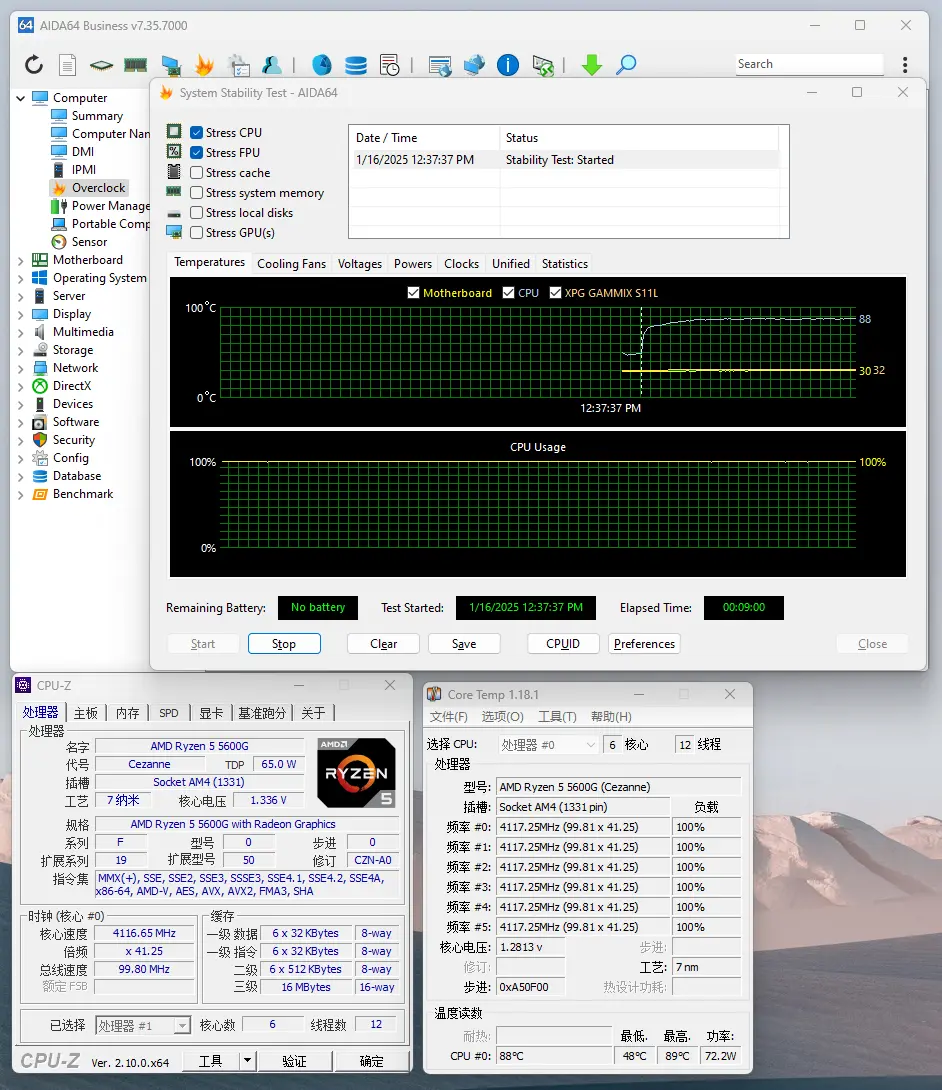 AIDA64 Business v7.35.7000
Search
Computer
Summary
Computer Nam
DMI
IPMI
Overclock
Power Manage
Portable Comp
Sensor
Motherboard
Operating System
Server
Display
Multimedia
Storage
Network
DirectX
Devices
Software
Security
Config
Database
Benchmark
System Stability Test - AIDA64
Stress CPU
Stress FPU
Stress cache
Stress system memory
Stress local disks
Stress GPU(s)
Date / Time Status
1/16/2025 12:37:37 PM Stability Test: Started
Temperatures Cooling Fans Voltages Powers Clocks Unified Statistics
Motherboard CPU XPG GAMMIX S11L
100°C 88
30 32
0°C
12:37:37 PM
CPU Usage
100% 100%
0%
Remaining Battery: No battery Test Started: 1/16/2025 12:37:37 PM Elapsed Time: 00:09:00
Start Stop Clear Save CPUID Preferences Close
CPU-Z
处理器 主板 内存 SPD 显卡 基准跑分 关于
处理器
名字 AMD Ryzen 5 5600G
代号 Cezanne TDP 65.0 W
插槽 Socket AM4 (1331)
工艺 7 纳米 核心电压 1.336 V
AMD RYZEN 5
规格 AMD Ryzen 5 5600G with Radeon Graphics
系列 F 型号 0 步进 0
扩展系列 19 扩展型号 50 修订 CZN-A0
指令集 MMX(+), SSE, SSE2, SSE3, SSSE3, SSE4.1, SSE4.2, SSE4A,
x86-64, AMD-V, AES, AVX, AVX2, FMA3, SHA
时钟 (核心 #0)
核心速度 4116.65 MHz
倍频 x 41.25
总线速度 99.80 MHz
额定 FSB
缓存
一级 数据 6 x 32 KBytes 8-way
一级 指令 6 x 32 KBytes 8-way
二级 6 x 512 KBytes 8-way
三级 16 MBytes 16-way
已选择 处理器 #1 核心数 6 线程数 12
CPU-Z Ver. 2.10.0.x64 工具 验证 确定
Core Temp 1.18.1
文件(F) 选项(O) 工具(T) 帮助(H)
选择 CPU: 处理器 #0 6 核心 12 线程
处理器
型号: AMD Ryzen 5 5600G (Cezanne)
插槽: Socket AM4 (1331 pin) 负载
频率 #0: 4117.25MHz (99.81 x 41.25) 100%
频率 #1: 4117.25MHz (99.81 x 41.25) 100%
频率 #2: 4117.25MHz (99.81 x 41.25) 100%
频率 #3: 4117.25MHz (99.81 x 41.25) 100%
频率 #4: 4117.25MHz (99.81 x 41.25) 100%
频率 #5: 4117.25MHz (99.81 x 41.25) 100%
核心电压: 1.2813 v 步进:
修订: 工艺: 7 nm
步进: 0xA50F00 热设计功耗:
温度读数
耐热: 最低. 最高. 功率:
CPU #0: 88°C 48°C 89°C 72.2W